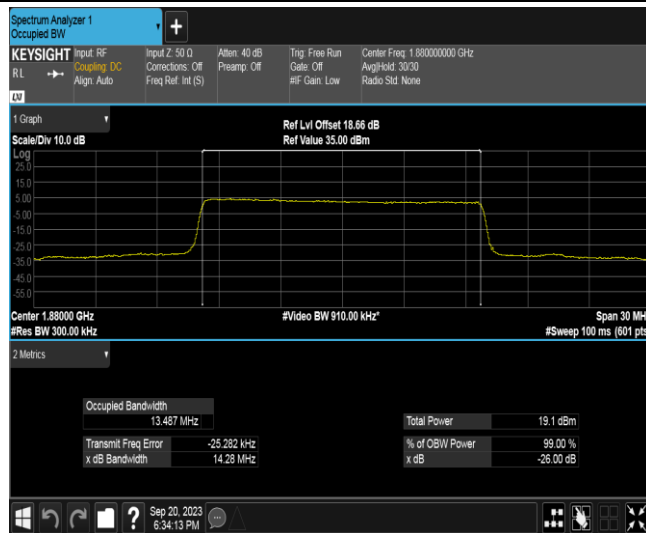 Spectrum Analyzer 1
Occupied BW
+
KEYSIGHT
RL
Input: RF
Coupling: DC
Align: Auto
Input Z: 50 Ω
Corrections: Off
Freq Ref: Int (S)
Atten: 40 dB
Preamp: Off
Trig: Free Run
Gate: Off
#IF Gain: Low
Center Freq: 1.880000000 GHz
Avg|Hold: 30/30
Radio Std: None
1 Graph
Scale/Div 10.0 dB
Ref Lvl Offset 18.66 dB
Ref Value 35.00 dBm
Log
25.0
15.0
5.00
-5.00
-15.0
-25.0
-35.0
-45.0
-55.0
Center 1.88000 GHz
#Video BW 910.00 kHz*
Span 30 MH
#Res BW 300.00 kHz
#Sweep 100 ms (601 pts
2 Metrics
Occupied Bandwidth
13.487 MHz
Total Power 19.1 dBm
Transmit Freq Error -25.282 kHz
% of OBW Power 99.00 %
x dB Bandwidth 14.28 MHz
x dB -26.00 dB
?
Sep 20, 2023
6:34:13 PM